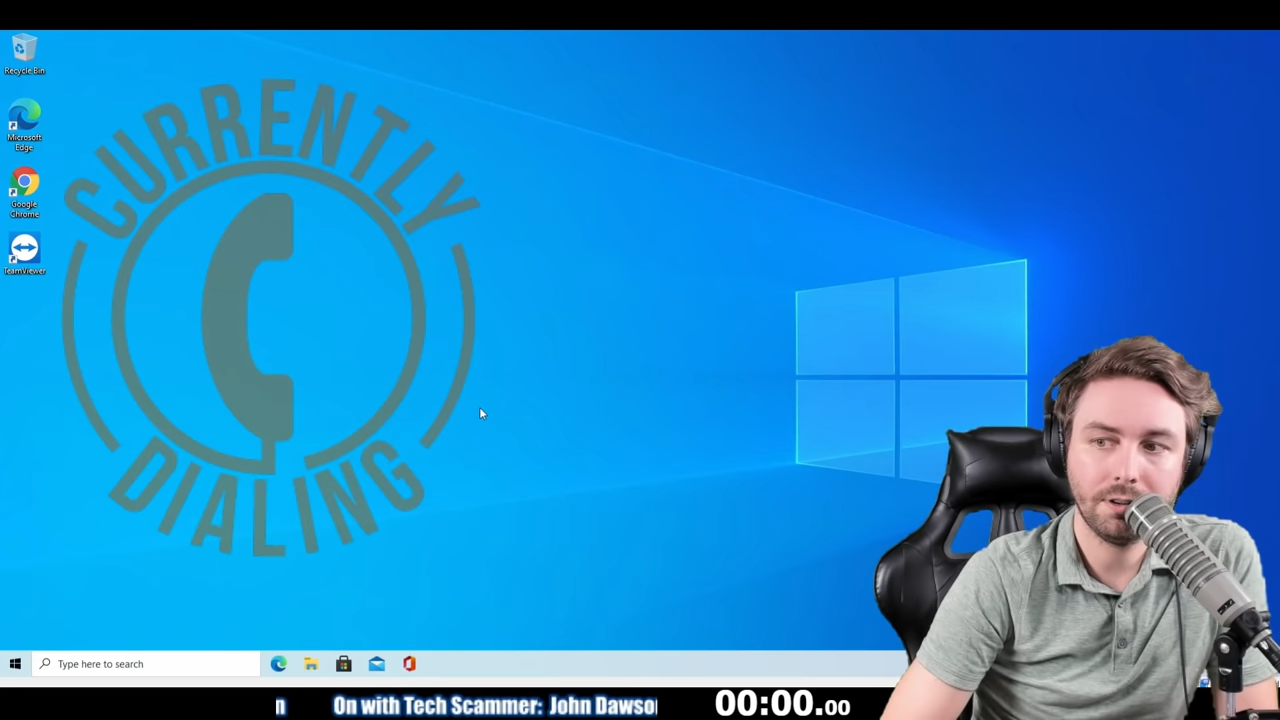 Recycle Bin
Microsoft
Edge
Google
Chrome
TeamViewer
CURRENTLY
DIALING
Type here to search
n On with Tech Scammer: John Dawso
00:00.00